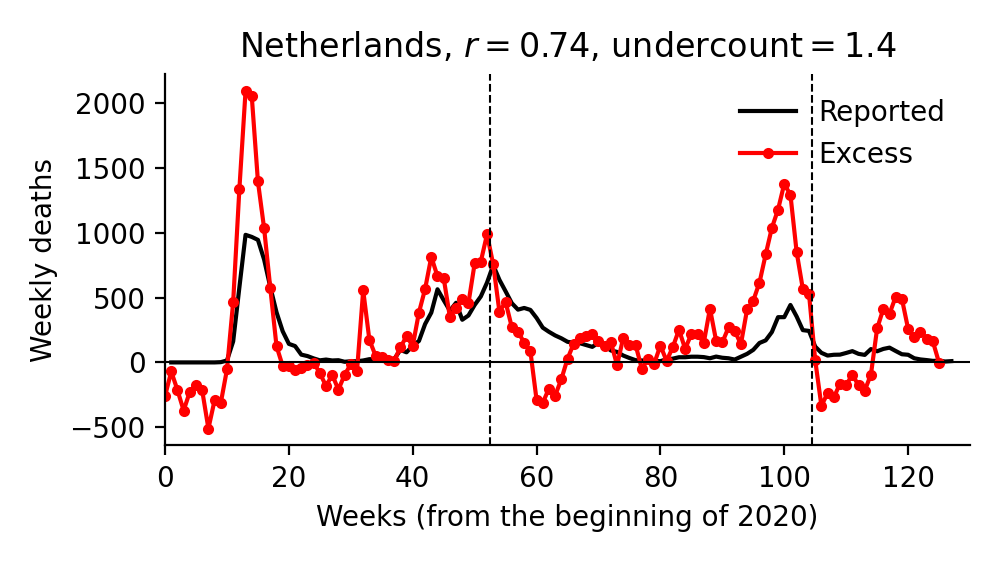 Netherlands, r = 0.74, undercount = 1.4
Reported
Excess
Weekly deaths
2000
1500
1000
500
0
−500
0 20 40 60 80 100 120
Weeks (from the beginning of 2020)